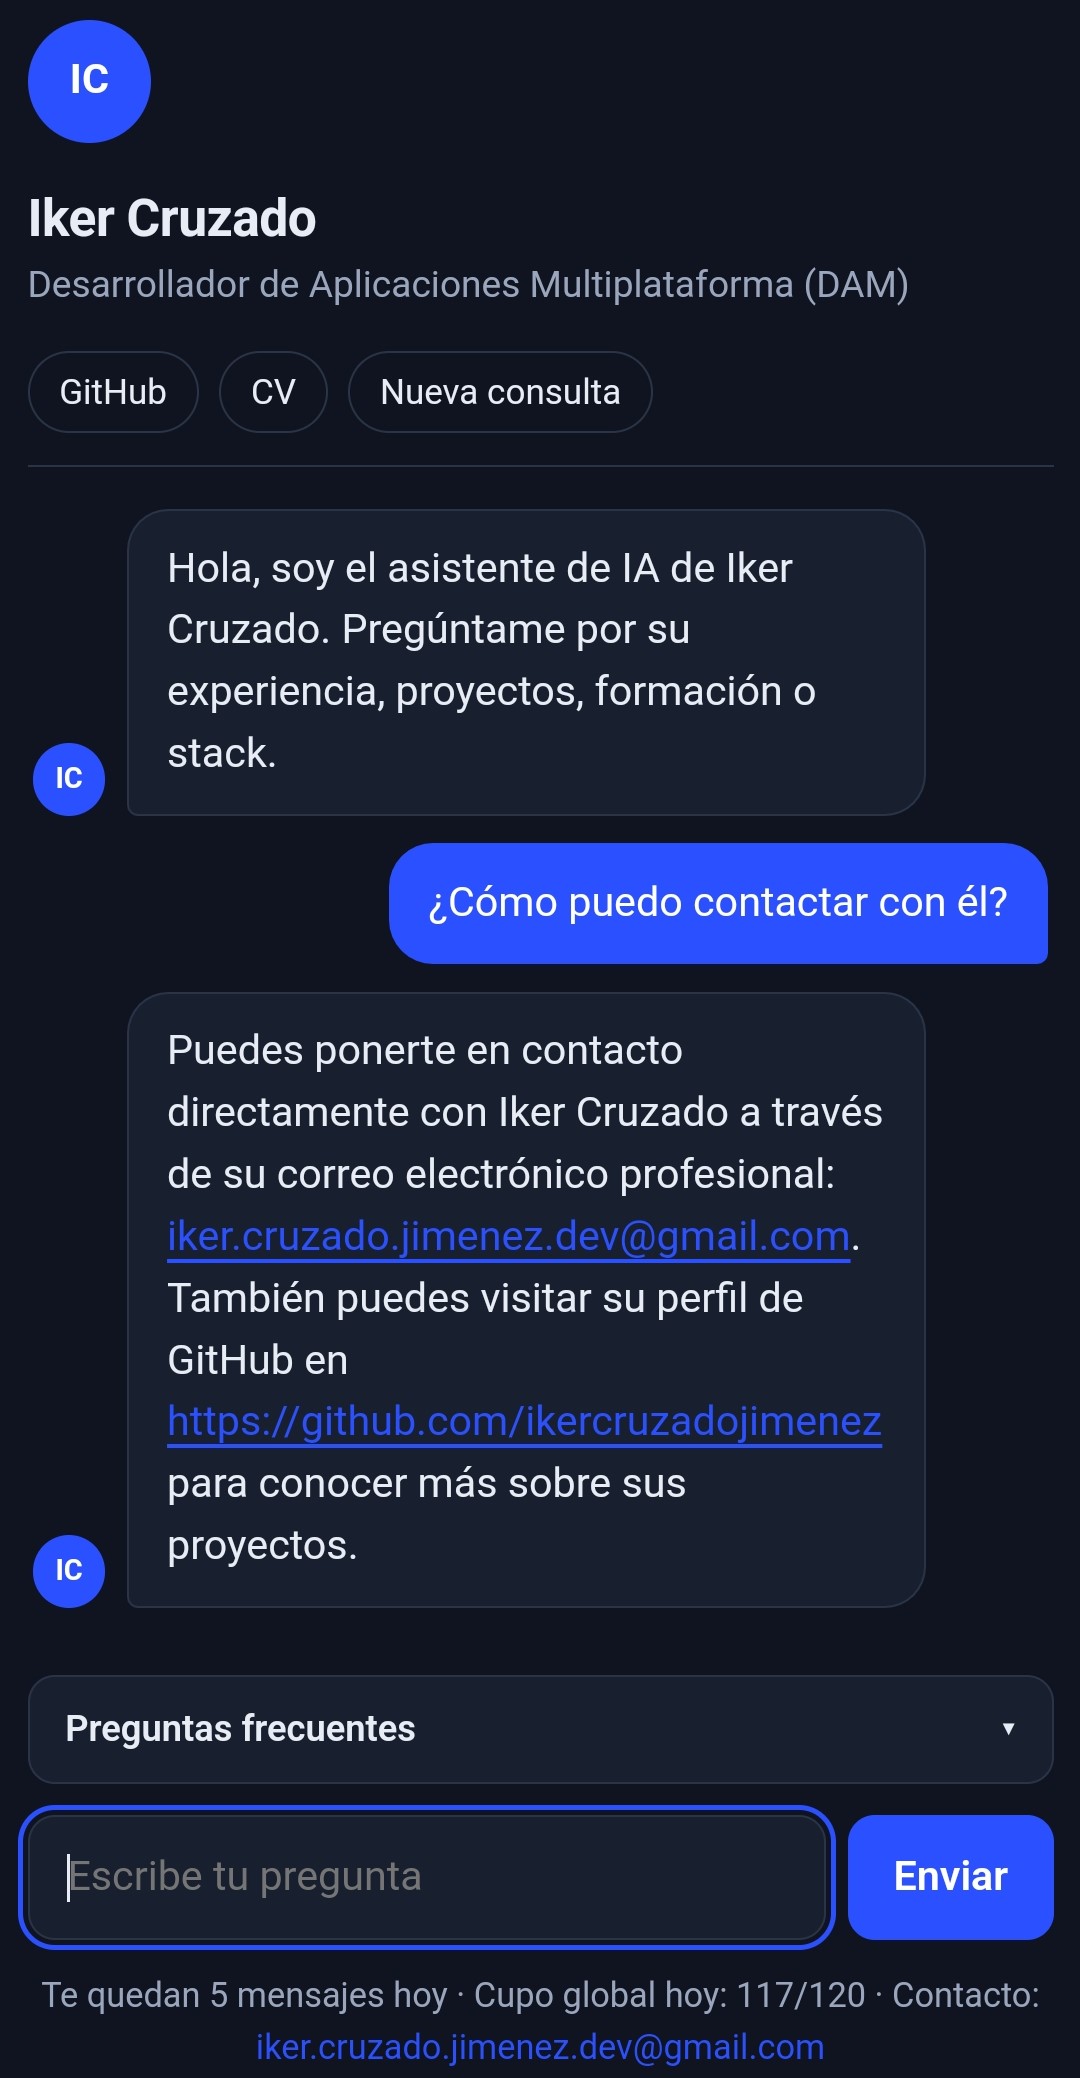 IC
Iker Cruzado
Desarrollador de Aplicaciones Multiplataforma (DAM)
GitHub
CV
Nueva consulta
Hola, soy el asistente de IA de Iker
Cruzado. Pregúntame por su
experiencia, proyectos, formación o
stack.
IC
¿Cómo puedo contactar con él?
Puedes ponerte en contacto
directamente con Iker Cruzado a través
de su correo electrónico profesional:
iker.cruzado.jimenez.dev@gmail.com.
También puedes visitar su perfil de
GitHub en
https://github.com/ikercruzadojimenez
para conocer más sobre sus
proyectos.
IC
Preguntas frecuentes
Escribe tu pregunta
Enviar
Te quedan 5 mensajes hoy · Cupo global hoy: 117/120 · Contacto:
iker.cruzado.jimenez.dev@gmail.com